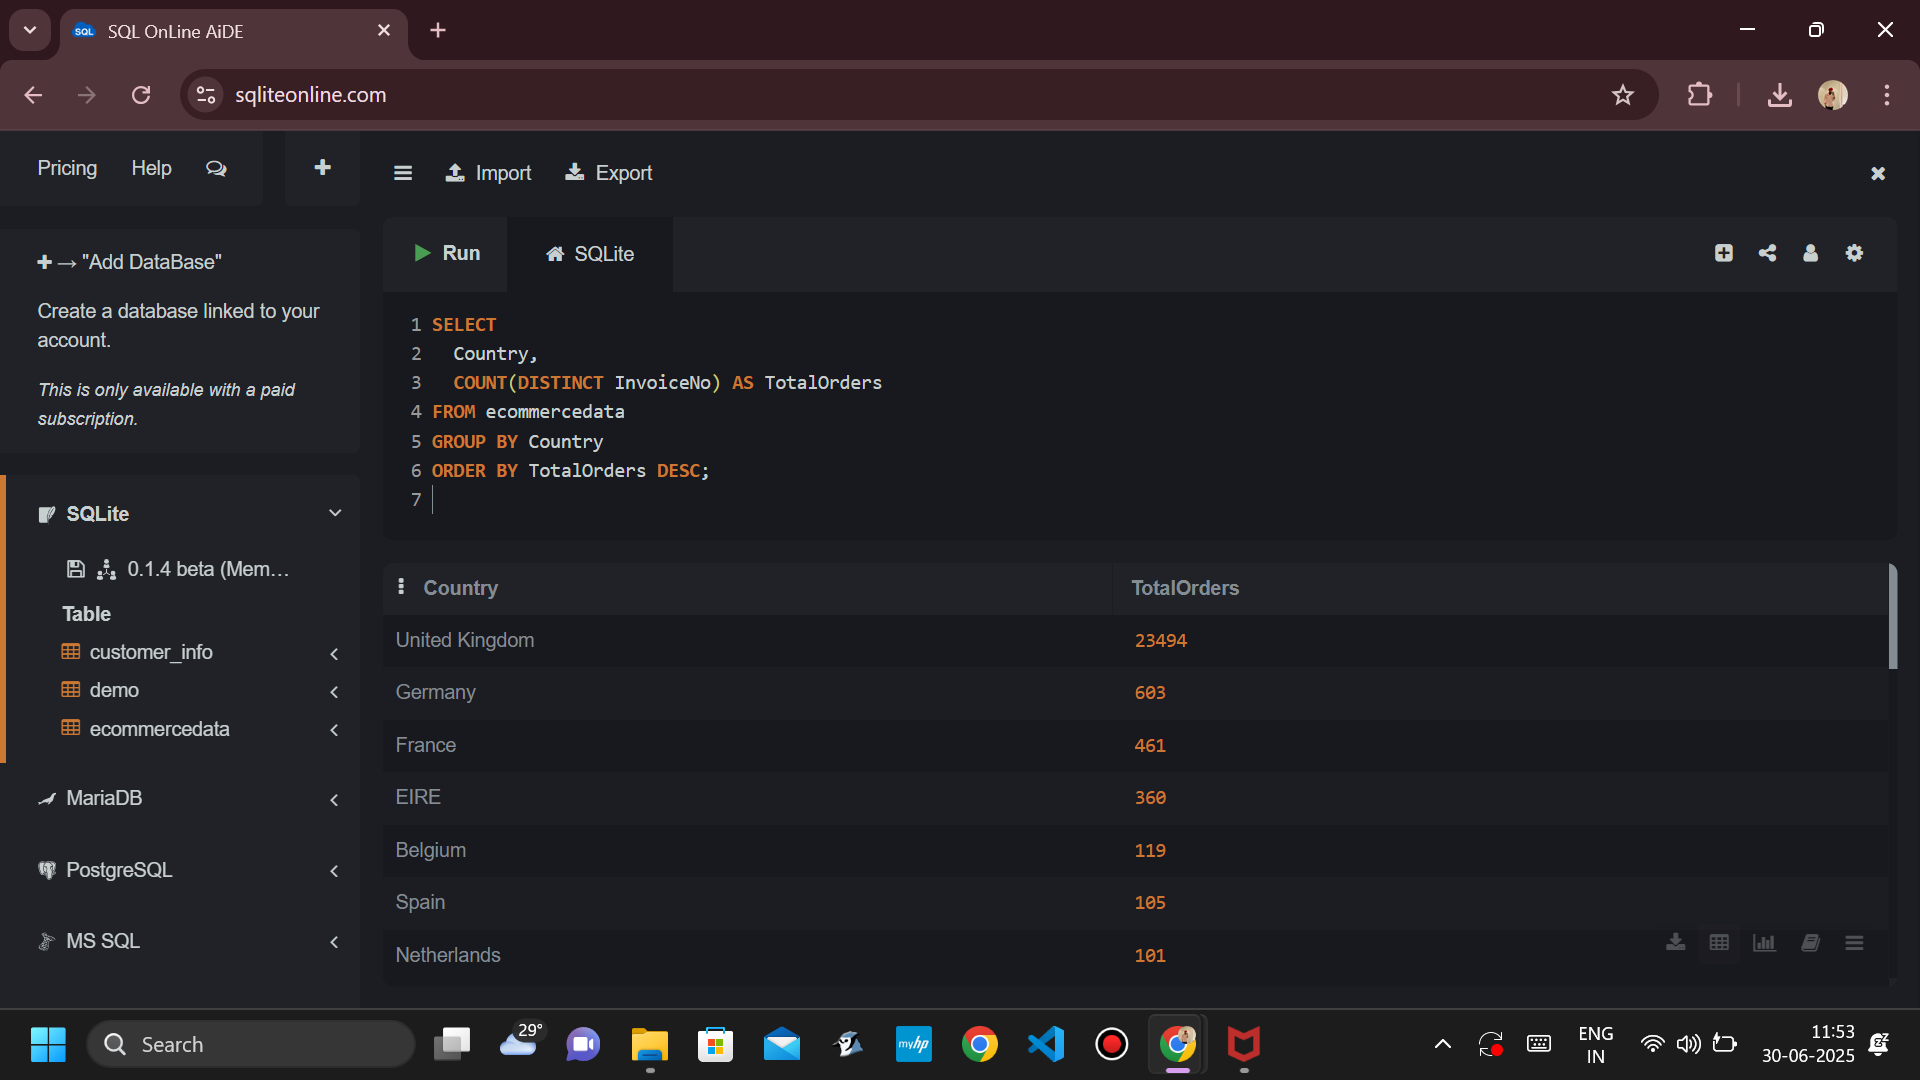 SQL OnLine AiDE
sqliteonline.com
Pricing Help
Import Export
+ → "Add DataBase"
Create a database linked to your
account.
This is only available with a paid
subscription.
SQLite
0.1.4 beta (Mem...
Table
customer_info
demo
ecommercedata
MariaDB
PostgreSQL
MS SQL
Run SQLite
1 SELECT
2 Country,
3 COUNT(DISTINCT InvoiceNo) AS TotalOrders
4 FROM ecommercedata
5 GROUP BY Country
6 ORDER BY TotalOrders DESC;
7
Country TotalOrders
United Kingdom 23494
Germany 603
France 461
EIRE 360
Belgium 119
Spain 105
Netherlands 101
Search
29°
myhp
ENG
IN
11:53
30-06-2025